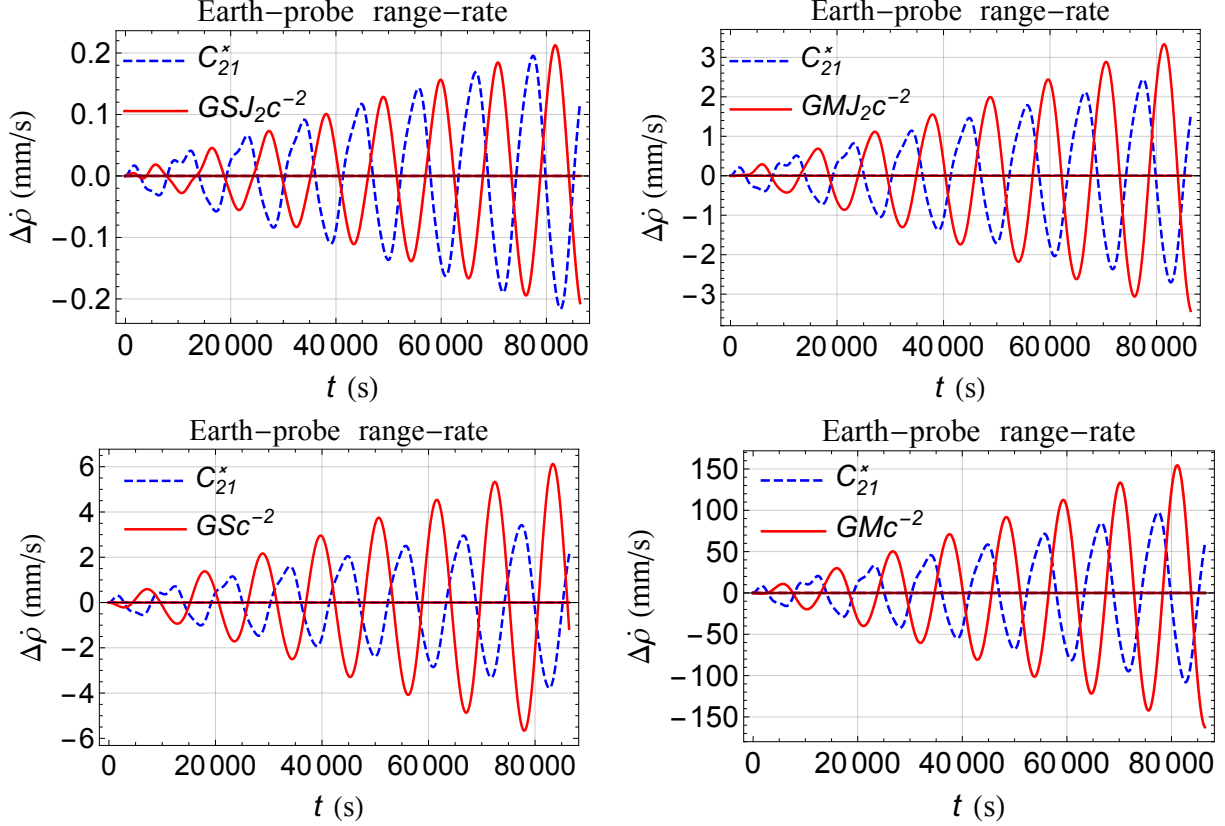 Earth−probe range−rate
C₂₁*
GSJ₂c⁻²
0.2
0.1
0.0
−0.1
−0.2
Δρ̇ (mm/s)
0 20 000 40 000 60 000 80 000
t (s)
Earth−probe range−rate
C₂₁*
GMJ₂c⁻²
3
2
1
0
−1
−2
−3
Δρ̇ (mm/s)
0 20 000 40 000 60 000 80 000
t (s)
Earth−probe range−rate
C₂₁*
GSc⁻²
6
4
2
0
−2
−4
−6
Δρ̇ (mm/s)
0 20 000 40 000 60 000 80 000
t (s)
Earth−probe range−rate
C₂₁*
GMc⁻²
150
100
50
0
−50
−100
−150
Δρ̇ (mm/s)
0 20 000 40 000 60 000 80 000
t (s)